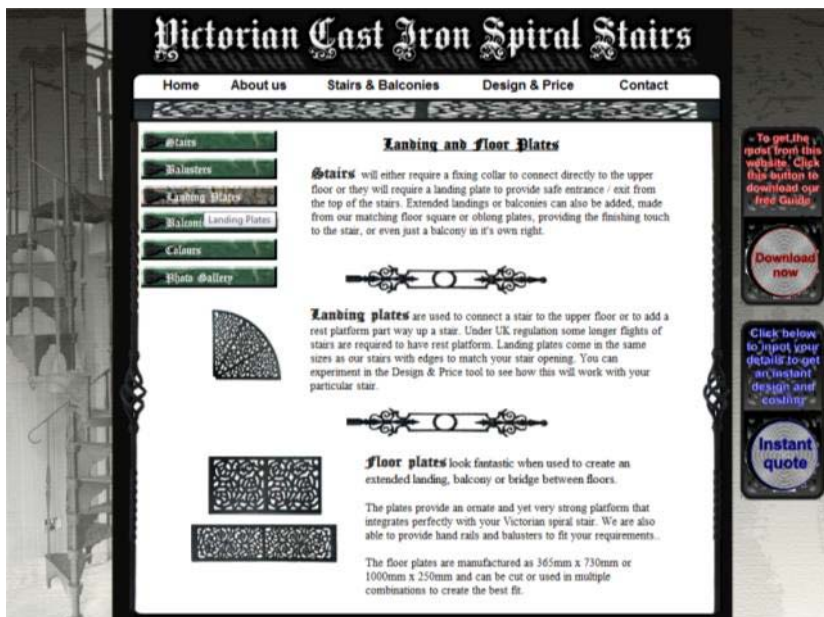 Victorian Cast Iron Spiral Stairs
Home About us Stairs & Balconies Design & Price Contact
Stairs
Balusters
Landing Plates
Landing Plates
Colours
Photo Gallery
Landing and Floor Plates
Stairs will either require a fixing collar to connect directly to the upper
floor or they will require a landing plate to provide safe entrance / exit from
the top of the stairs. Extended landings or balconies can also be added, made
from our matching floor square or oblong plates, providing the finishing touch
to the stair, or even just a balcony in it's own right.
Landing plates are used to connect a stair to the upper floor or to add a
rest platform part way up a stair. Under UK regulation some longer flights of
stairs are required to have rest platform. Landing plates come in the same
sizes as our stairs with edges to match your stair opening. You can
experiment in the Design & Price tool to see how this will work with your
particular stair.
Floor plates look fantastic when used to create an
extended landing, balcony or bridge between floors.
The plates provide an ornate and yet very strong platform that
integrates perfectly with your Victorian spiral stair. We are also
able to provide hand rails and balusters to fit your requirements..
The floor plates are manufactured as 365mm x 730mm or
1000mm x 250mm and can be cut or used in multiple
combinations to create the best fit.
To get the
most from this
website. Click
this button to
download our
free Guide
Download
now
Click below
to input your
details to get
an instant
design and
costing
Instant
quote